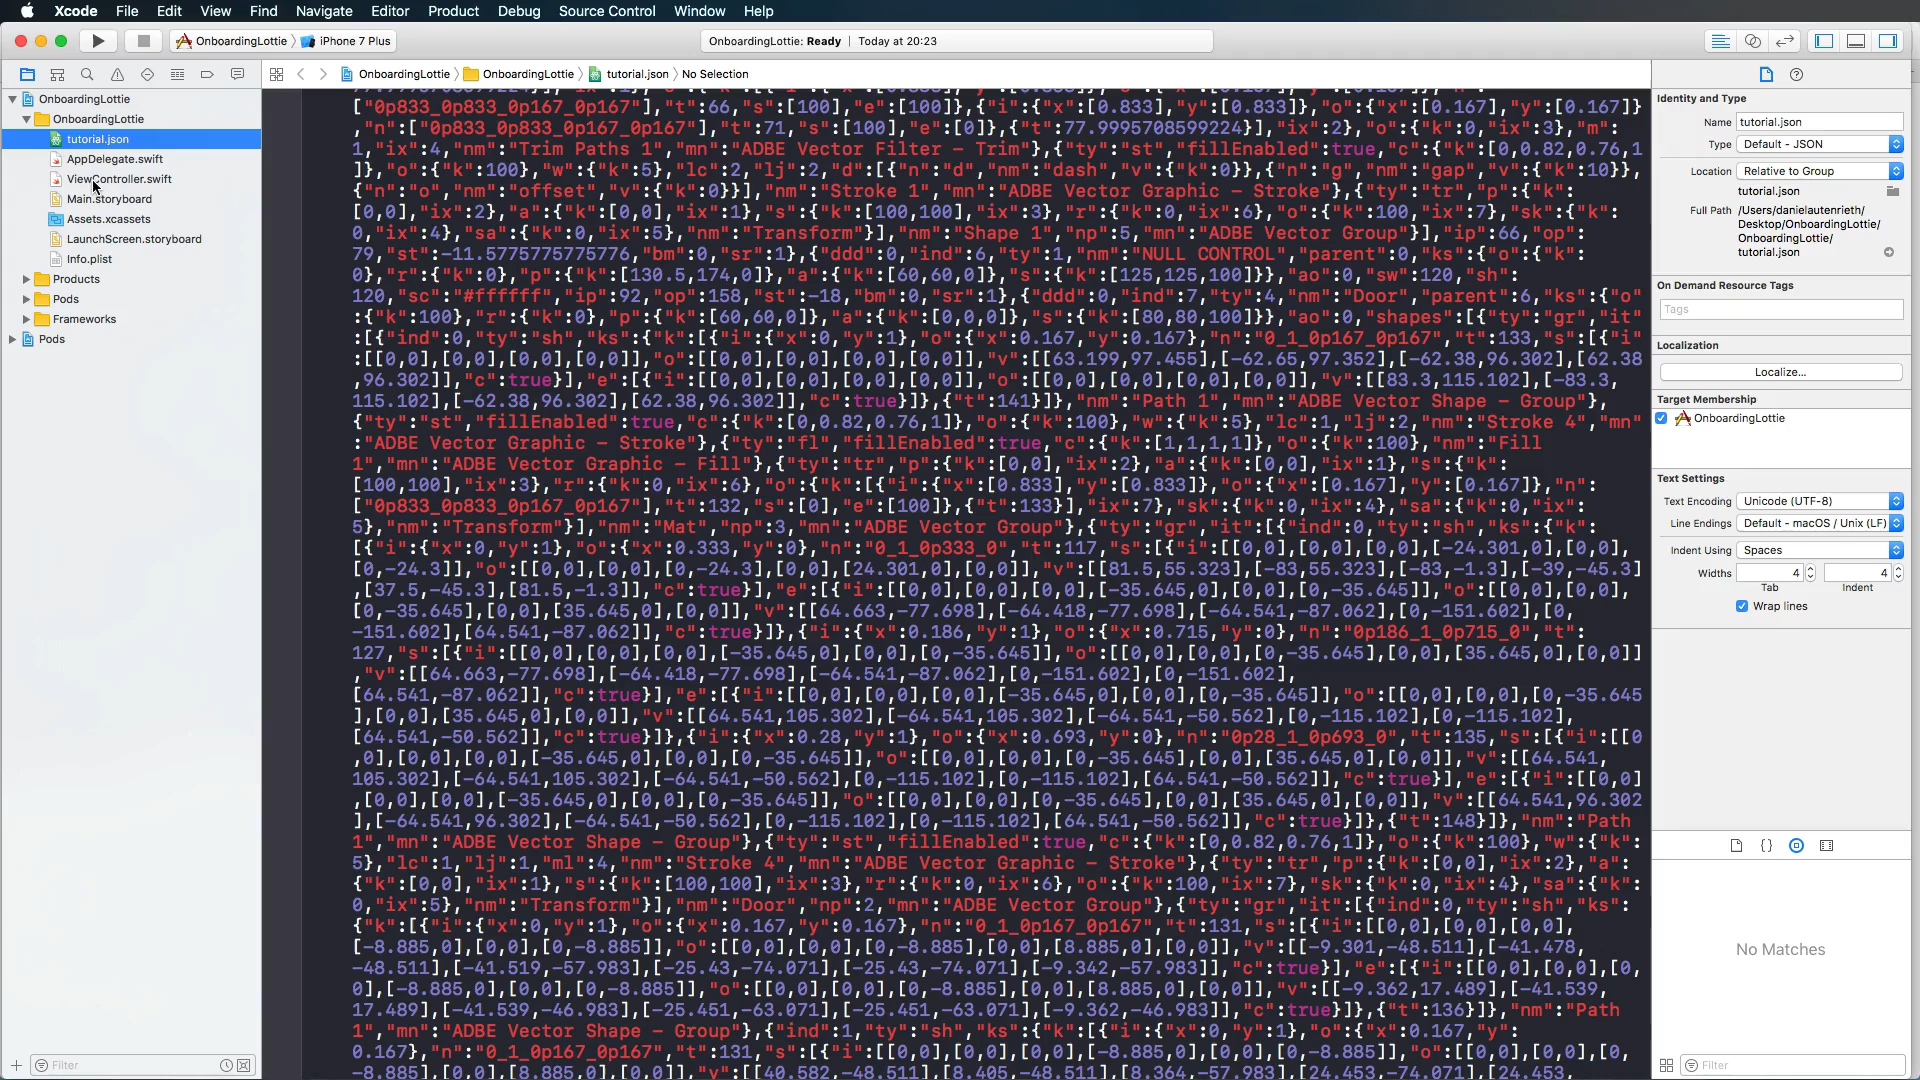 Xcode File Edit View Find Navigate Editor Product Debug Source Control Window Help
OnboardingLottie iPhone 7 Plus
OnboardingLottie: Ready | Today at 20:23
OnboardingLottie OnboardingLottie tutorial.json No Selection
OnboardingLottie
OnboardingLottie
tutorial.json
AppDelegate.swift
ViewController.swift
Main.storyboard
Assets.xcassets
LaunchScreen.storyboard
Info.plist
Products
Pods
Frameworks
Pods
Filter
["0p833_0p833_0p167_0p167"],"t":66,"s":[100],"e":[100]},{"i":{"x":[0.833],"y":[0.833]},"o":{"x":[0.167],"y":[0.167]}
,"n":["0p833_0p833_0p167_0p167"],"t":71,"s":[100],"e":[0]},{"t":77.9995708599224}],"ix":2},"o":{"k":0,"ix":3},"m":
1,"ix":4,"nm":"Trim Paths 1","mn":"ADBE Vector Filter - Trim"},{"ty":"st","fillEnabled":true,"c":{"k":[0,0.82,0.76,1
]},"o":{"k":100},"w":{"k":5},"lc":2,"lj":2,"d":[{"n":"d","nm":"dash","v":{"k":0}},{"n":"g","nm":"gap","v":{"k":10}},
{"n":"o","nm":"offset","v":{"k":0}}],"nm":"Stroke 1","mn":"ADBE Vector Graphic - Stroke"},{"ty":"tr","p":{"k":
[0,0],"ix":2},"a":{"k":[0,0],"ix":1},"s":{"k":[100,100],"ix":3},"r":{"k":0,"ix":6},"o":{"k":100,"ix":7},"sk":{"k":
0,"ix":4},"sa":{"k":0,"ix":5},"nm":"Transform"}],"nm":"Shape 1","np":5,"mn":"ADBE Vector Group"}],"ip":66,"op":
79,"st":-11.5775775775776,"bm":0,"sr":1},{"ddd":0,"ind":6,"ty":1,"nm":"NULL CONTROL","parent":0,"ks":{"o":{"k":
0},"r":{"k":0},"p":{"k":[130.5,174,0]},"a":{"k":[60,60,0]},"s":{"k":[125,125,100]}},"ao":0,"sw":120,"sh":
120,"sc":"#ffffff","ip":92,"op":158,"st":-18,"bm":0,"sr":1},{"ddd":0,"ind":7,"ty":4,"nm":"Door","parent":6,"ks":{"o"
:{"k":100},"r":{"k":0},"p":{"k":[60,60,0]},"a":{"k":[0,0,0]},"s":{"k":[80,80,100]}},"ao":0,"shapes":[{"ty":"gr","it"
:[{"ind":0,"ty":"sh","ks":{"k":[{"i":{"x":0,"y":1},"o":{"x":0.167,"y":0.167},"n":"0_1_0p167_0p167","t":133,"s":[{"i"
:[[0,0],[0,0],[0,0],[0,0]],"o":[[0,0],[0,0],[0,0],[0,0]],"v":[[63.199,97.455],[-62.65,97.352],[-62.38,96.302],[62.38
,96.302]],"c":true}],"e":[{"i":[[0,0],[0,0],[0,0],[0,0]],"o":[[0,0],[0,0],[0,0],[0,0]],"v":[[83.3,115.102],[-83.3,
115.102],[-62.38,96.302],[62.38,96.302]],"c":true}]},{"t":141}]},"nm":"Path 1","mn":"ADBE Vector Shape - Group"},
{"ty":"st","fillEnabled":true,"c":{"k":[0,0.82,0.76,1]},"o":{"k":100},"w":{"k":5},"lc":1,"lj":2,"nm":"Stroke 4","mn"
:"ADBE Vector Graphic - Stroke"},{"ty":"fl","fillEnabled":true,"c":{"k":[1,1,1,1]},"o":{"k":100},"nm":"Fill
1","mn":"ADBE Vector Graphic - Fill"},{"ty":"tr","p":{"k":[0,0],"ix":2},"a":{"k":[0,0],"ix":1},"s":{"k":
[100,100],"ix":3},"r":{"k":0,"ix":6},"o":{"k":[{"i":{"x":[0.833],"y":[0.833]},"o":{"x":[0.167],"y":[0.167]},"n":
["0p833_0p833_0p167_0p167"],"t":132,"s":[0],"e":[100]},{"t":133}],"ix":7},"sk":{"k":0,"ix":4},"sa":{"k":0,"ix":
5},"nm":"Transform"}],"nm":"Mat","np":3,"mn":"ADBE Vector Group"},{"ty":"gr","it":[{"ind":0,"ty":"sh","ks":{"k":
[{"i":{"x":0,"y":1},"o":{"x":0.333,"y":0},"n":"0_1_0p333_0","t":117,"s":[{"i":[[0,0],[0,0],[0,0],[-24.301,0],[0,0],
[0,-24.3]],"o":[[0,0],[0,0],[0,-24.3],[0,0],[24.301,0],[0,0]],"v":[[81.5,55.323],[-83,55.323],[-83,-1.3],[-39,-45.3]
,[37.5,-45.3],[81.5,-1.3]],"c":true}],"e":[{"i":[[0,0],[0,0],[0,0],[-35.645,0],[0,0],[0,-35.645]],"o":[[0,0],[0,0],
[0,-35.645],[0,0],[35.645,0],[0,0]],"v":[[64.663,-77.698],[-64.418,-77.698],[-64.541,-87.062],[0,-151.602],[0,
-151.602],[64.541,-87.062]],"c":true}]},{"i":{"x":0.186,"y":1},"o":{"x":0.715,"y":0},"n":"0p186_1_0p715_0","t":
127,"s":[{"i":[[0,0],[0,0],[0,0],[-35.645,0],[0,0],[0,-35.645]],"o":[[0,0],[0,0],[0,-35.645],[0,0],[35.645,0],[0,0]]
,"v":[[64.663,-77.698],[-64.418,-77.698],[-64.541,-87.062],[0,-151.602],[0,-151.602],
[64.541,-87.062]],"c":true}],"e":[{"i":[[0,0],[0,0],[0,0],[-35.645,0],[0,0],[0,-35.645]],"o":[[0,0],[0,0],[0,-35.645
],[0,0],[35.645,0],[0,0]],"v":[[64.541,105.302],[-64.541,105.302],[-64.541,-50.562],[0,-115.102],[0,-115.102],
[64.541,-50.562]],"c":true}]},{"i":{"x":0.28,"y":1},"o":{"x":0.693,"y":0},"n":"0p28_1_0p693_0","t":135,"s":[{"i":[[0
,0],[0,0],[0,0],[-35.645,0],[0,0],[0,-35.645]],"o":[[0,0],[0,0],[0,-35.645],[0,0],[35.645,0],[0,0]],"v":[[64.541,
105.302],[-64.541,105.302],[-64.541,-50.562],[0,-115.102],[0,-115.102],[64.541,-50.562]],"c":true}],"e":[{"i":[[0,0]
,[0,0],[0,0],[-35.645,0],[0,0],[0,-35.645]],"o":[[0,0],[0,0],[0,-35.645],[0,0],[35.645,0],[0,0]],"v":[[64.541,96.302
],[-64.541,96.302],[-64.541,-50.562],[0,-115.102],[0,-115.102],[64.541,-50.562]],"c":true}]},{"t":148}]},"nm":"Path
1","mn":"ADBE Vector Shape - Group"},{"ty":"st","fillEnabled":true,"c":{"k":[0,0.82,0.76,1]},"o":{"k":100},"w":{"k":
5},"lc":1,"lj":1,"ml":4,"nm":"Stroke 4","mn":"ADBE Vector Graphic - Stroke"},{"ty":"tr","p":{"k":[0,0],"ix":2},"a":
{"k":[0,0],"ix":1},"s":{"k":[100,100],"ix":3},"r":{"k":0,"ix":6},"o":{"k":100,"ix":7},"sk":{"k":0,"ix":4},"sa":{"k":
0,"ix":5},"nm":"Transform"}],"nm":"Door","np":2,"mn":"ADBE Vector Group"},{"ty":"gr","it":[{"ind":0,"ty":"sh","ks":
{"k":[{"i":{"x":0,"y":1},"o":{"x":0.167,"y":0.167},"n":"0_1_0p167_0p167","t":131,"s":[{"i":[[0,0],[0,0],[0,0],
[-8.885,0],[0,0],[0,-8.885]],"o":[[0,0],[0,0],[0,-8.885],[0,0],[8.885,0],[0,0]],"v":[[-9.301,-48.511],[-41.478,
-48.511],[-41.519,-57.983],[-25.43,-74.071],[-25.43,-74.071],[-9.342,-57.983]],"c":true}],"e":[{"i":[[0,0],[0,0],[0,
0],[-8.885,0],[0,0],[0,-8.885]],"o":[[0,0],[0,0],[0,-8.885],[0,0],[8.885,0],[0,0]],"v":[[-9.362,17.489],[-41.539,
17.489],[-41.539,-46.983],[-25.451,-63.071],[-25.451,-63.071],[-9.362,-46.983]],"c":true}]},{"t":136}]},"nm":"Path
1","mn":"ADBE Vector Shape - Group"},{"ind":1,"ty":"sh","ks":{"k":[{"i":{"x":0,"y":1},"o":{"x":0.167,"y":
0.167},"n":"0_1_0p167_0p167","t":131,"s":[{"i":[[0,0],[0,0],[0,0],[-8.885,0],[0,0],[0,-8.885]],"o":[[0,0],[0,0],[0,
-8.885],[0,0],[8.885,0],[0,0]],"v":[[40.582,-48.511],[8.405,-48.511],[8.364,-57.983],[24.453,-74.071],[24.453,
Identity and Type
Name tutorial.json
Type Default - JSON
Location Relative to Group
tutorial.json
Full Path /Users/danielautenrieth/
Desktop/OnboardingLottie/
OnboardingLottie/
tutorial.json
On Demand Resource Tags
Tags
Localization
Localize...
Target Membership
OnboardingLottie
Text Settings
Text Encoding Unicode (UTF-8)
Line Endings Default - macOS / Unix (LF)
Indent Using Spaces
Widths 4 4
Tab Indent
Wrap lines
No Matches
Filter